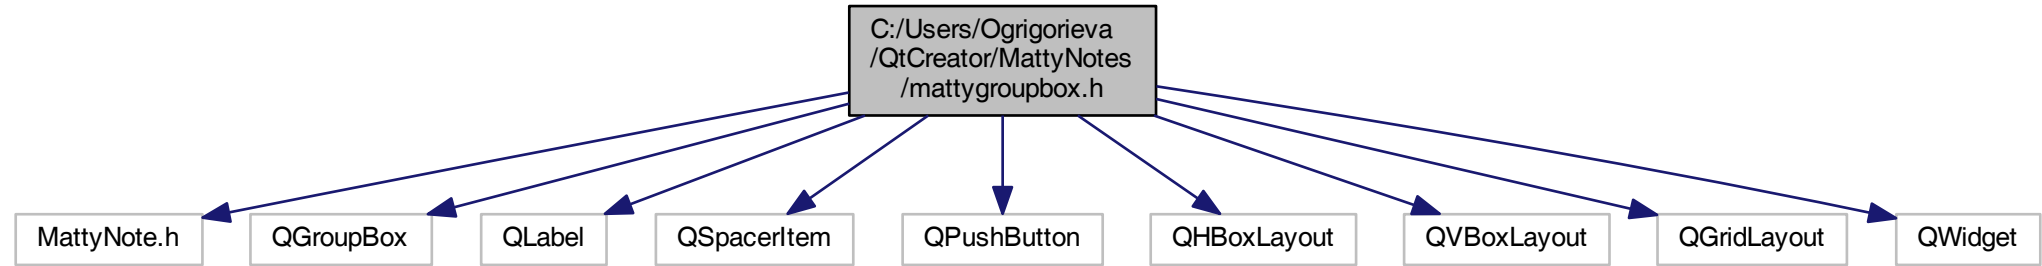 C:/Users/Ogrigorieva
/QtCreator/MattyNotes
/mattygroupbox.h
MattyNote.h
QGroupBox
QLabel
QSpacerItem
QPushButton
QHBoxLayout
QVBoxLayout
QGridLayout
QWidget